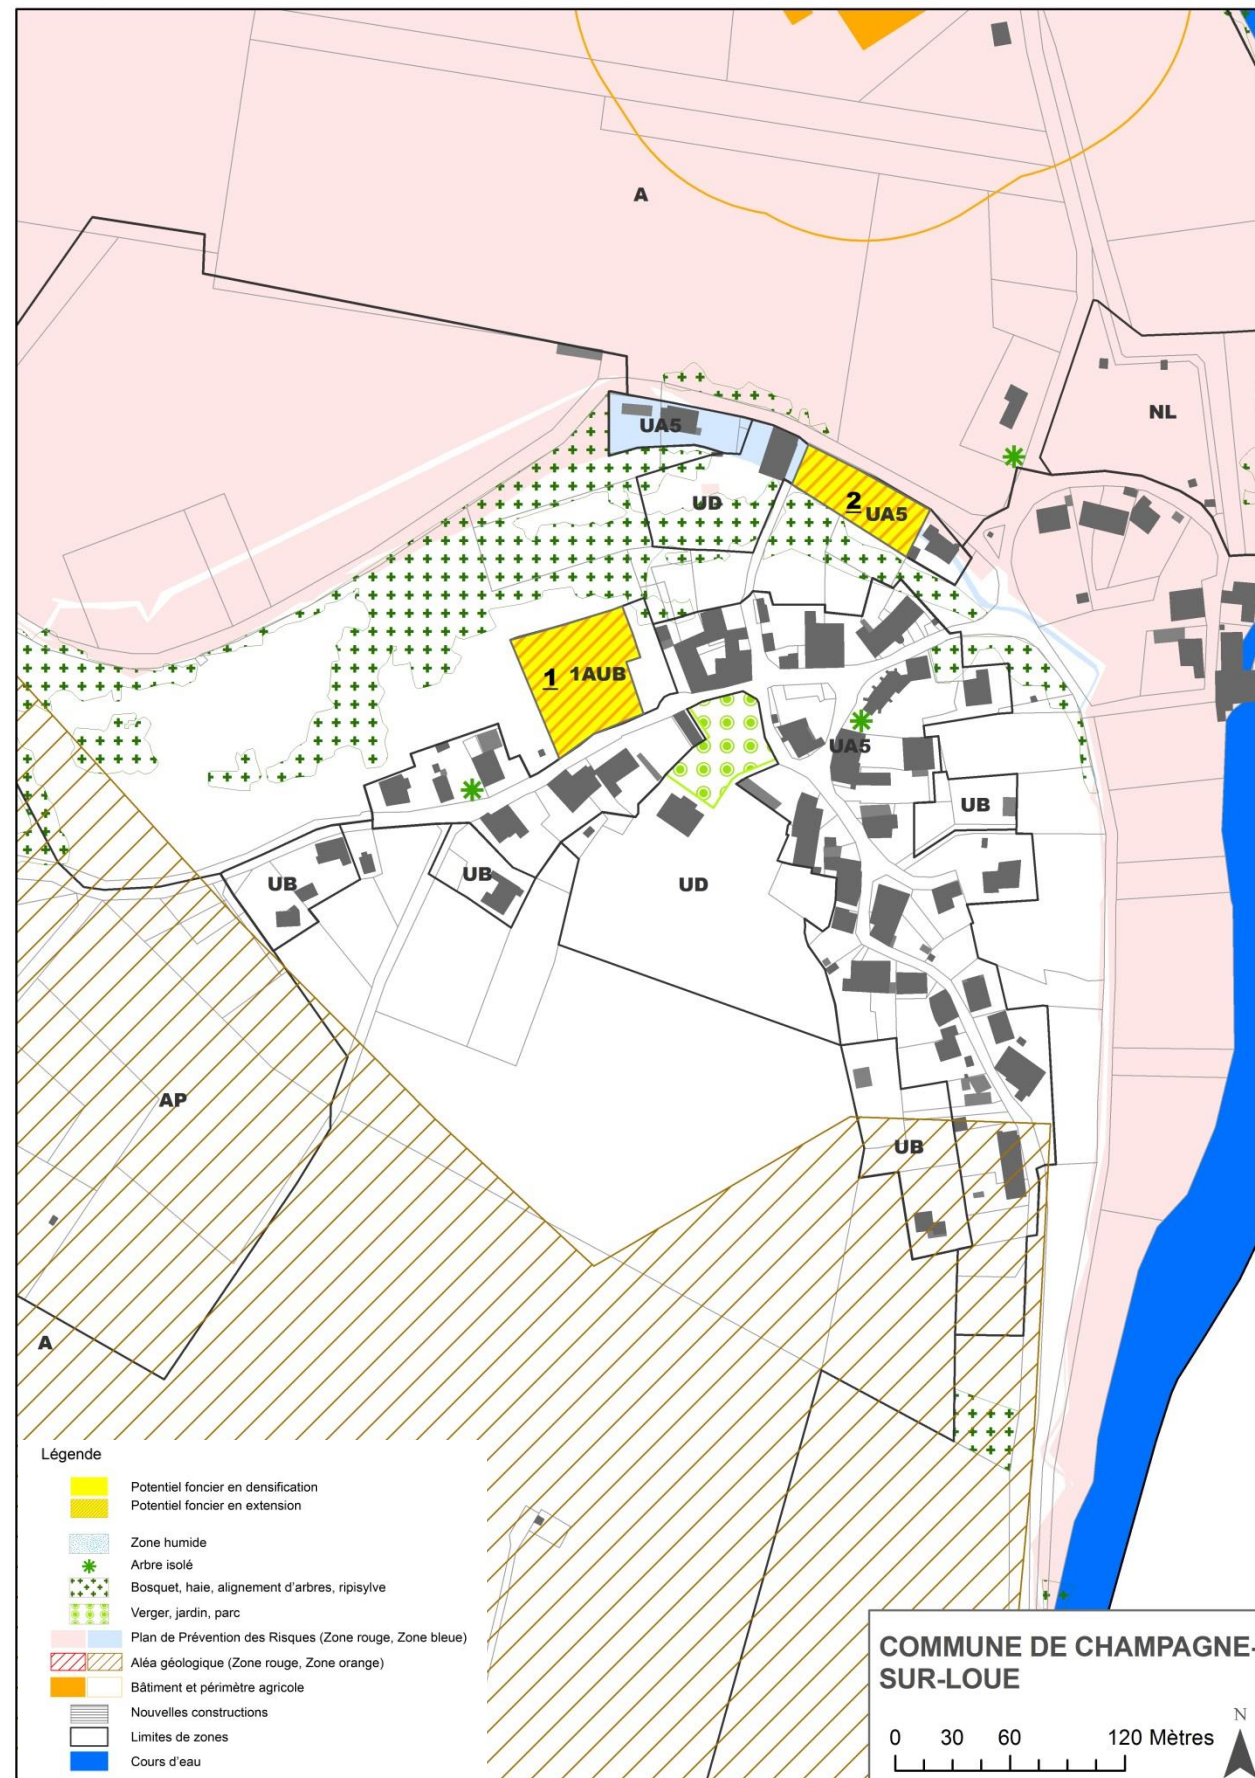 A
NL
UA5
UD
2
UA5
1
1AUB
UA5
UB
UB
UB
UD
AP
UB
A
Légende
Potentiel foncier en densification
Potentiel foncier en extension
Zone humide
Arbre isolé
Bosquet, haie, alignement d'arbres, ripisylve
Verger, jardin, parc
Plan de Prévention des Risques (Zone rouge, Zone bleue)
Aléa géologique (Zone rouge, Zone orange)
Bâtiment et périmètre agricole
Nouvelles constructions
Limites de zones
Cours d'eau
COMMUNE DE CHAMPAGNE-
SUR-LOUE
N
0 30 60 120 Mètres